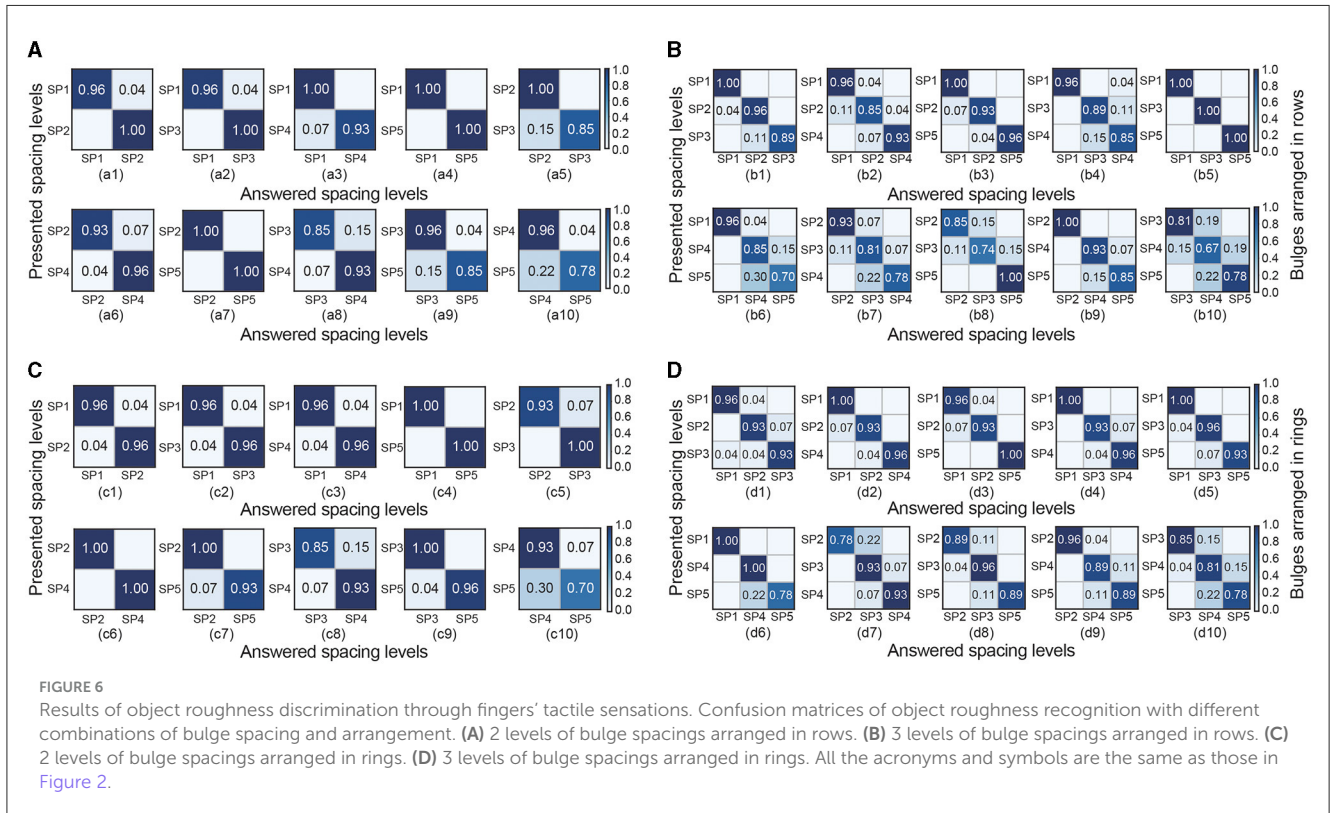 A
B
Presented spacing levels
SP1 0.96 0.04
SP2 1.00
SP1 SP2
(a1)
SP1 0.96 0.04
SP3 1.00
SP1 SP3
(a2)
SP1 1.00
SP4 0.07 0.93
SP1 SP4
(a3)
SP1 1.00
SP5 1.00
SP1 SP5
(a4)
SP2 1.00
SP3 0.15 0.85
SP2 SP3
(a5)
1.0
0.8
0.6
0.4
0.2
0.0
Answered spacing levels
SP2 0.93 0.07
SP4 0.04 0.96
SP2 SP4
(a6)
SP2 1.00
SP5 1.00
SP2 SP5
(a7)
SP3 0.85 0.15
SP4 0.07 0.93
SP3 SP4
(a8)
SP3 0.96 0.04
SP5 0.15 0.85
SP3 SP5
(a9)
SP4 0.96 0.04
SP5 0.22 0.78
SP4 SP5
(a10)
1.0
0.8
0.6
0.4
0.2
0.0
Answered spacing levels
Presented spacing levels
SP1 1.00
SP2 0.04 0.96
SP3 0.11 0.89
SP1 SP2 SP3
(b1)
SP1 0.96 0.04
SP2 0.11 0.85 0.04
SP4 0.07 0.93
SP1 SP2 SP4
(b2)
SP1 1.00
SP2 0.07 0.93
SP5 0.04 0.96
SP1 SP2 SP5
(b3)
SP1 0.96 0.04
SP3 0.89 0.11
SP4 0.15 0.85
SP1 SP3 SP4
(b4)
SP1 1.00
SP3 1.00
SP5 1.00
SP1 SP3 SP5
(b5)
1.0
0.8
0.6
0.4
0.2
0.0
Answered spacing levels
SP1 0.96 0.04
SP4 0.85 0.15
SP5 0.30 0.70
SP1 SP4 SP5
(b6)
SP2 0.93 0.07
SP3 0.11 0.81 0.07
SP4 0.22 0.78
SP2 SP3 SP4
(b7)
SP2 0.85 0.15
SP3 0.11 0.74 0.15
SP5 1.00
SP2 SP3 SP5
(b8)
SP2 1.00
SP4 0.93 0.07
SP5 0.15 0.85
SP2 SP4 SP5
(b9)
SP3 0.81 0.19
SP4 0.15 0.67 0.19
SP5 0.22 0.78
SP3 SP4 SP5
(b10)
1.0
0.8
0.6
0.4
0.2
0.0
Answered spacing levels
Bulges arranged in rows
C
D
Presented spacing levels
SP1 0.96 0.04
SP2 0.04 0.96
SP1 SP2
(c1)
SP1 0.96 0.04
SP3 0.04 0.96
SP1 SP3
(c2)
SP1 0.96 0.04
SP4 0.04 0.96
SP1 SP4
(c3)
SP1 1.00
SP5 1.00
SP1 SP5
(c4)
SP2 0.93 0.07
SP3 1.00
SP2 SP3
(c5)
1.0
0.8
0.6
0.4
0.2
0.0
Answered spacing levels
SP2 1.00
SP4 1.00
SP2 SP4
(c6)
SP2 1.00
SP5 0.07 0.93
SP2 SP5
(c7)
SP3 0.85 0.15
SP4 0.07 0.93
SP3 SP4
(c8)
SP3 1.00
SP5 0.04 0.96
SP3 SP5
(c9)
SP4 0.93 0.07
SP5 0.30 0.70
SP4 SP5
(c10)
1.0
0.8
0.6
0.4
0.2
0.0
Answered spacing levels
Presented spacing levels
SP1 0.96 0.04
SP2 0.93 0.07
SP3 0.04 0.04 0.93
SP1 SP2 SP3
(d1)
SP1 1.00
SP2 0.07 0.93
SP4 0.04 0.96
SP1 SP2 SP4
(d2)
SP1 0.96 0.04
SP2 0.07 0.93
SP5 1.00
SP1 SP2 SP5
(d3)
SP1 1.00
SP3 0.93 0.07
SP4 0.04 0.96
SP1 SP3 SP4
(d4)
SP1 1.00
SP3 0.04 0.96
SP5 0.07 0.93
SP1 SP3 SP5
(d5)
1.0
0.8
0.6
0.4
0.2
0.0
Answered spacing levels
SP1 1.00
SP4 1.00
SP5 0.22 0.78
SP1 SP4 SP5
(d6)
SP2 0.78 0.22
SP3 0.93 0.07
SP4 0.07 0.93
SP2 SP3 SP4
(d7)
SP2 0.89 0.11
SP3 0.04 0.96
SP5 0.11 0.89
SP2 SP3 SP5
(d8)
SP2 0.96 0.04
SP4 0.89 0.11
SP5 0.11 0.89
SP2 SP4 SP5
(d9)
SP3 0.85 0.15
SP4 0.04 0.81 0.15
SP5 0.22 0.78
SP3 SP4 SP5
(d10)
1.0
0.8
0.6
0.4
0.2
0.0
Answered spacing levels
Bulges arranged in rings
FIGURE 6
Results of object roughness discrimination through fingers’ tactile sensations. Confusion matrices of object roughness recognition with different
combinations of bulge spacing and arrangement. (A) 2 levels of bulge spacings arranged in rows. (B) 3 levels of bulge spacings arranged in rows. (C)
2 levels of bulge spacings arranged in rings. (D) 3 levels of bulge spacings arranged in rings. All the acronyms and symbols are the same as those in
Figure 2.